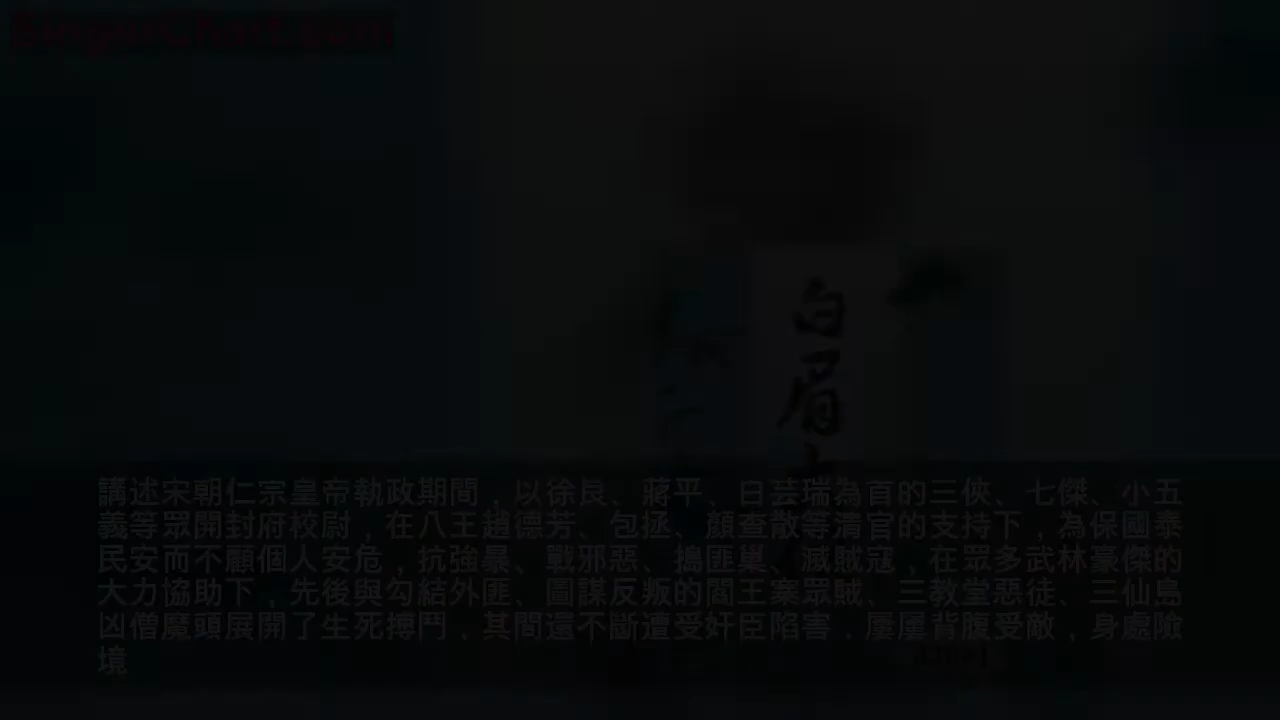 SingerChart.com
白眉
講述宋朝仁宗皇帝執政期間，以徐良、蔣平、白芸瑞為首的三俠、七傑、小五
義等眾開封府校尉，在八王趙德芳、包拯、顏查散等清官的支持下，為保國泰
民安而不顧個人安危，抗強暴、戰邪惡、搗匪巢、滅賊寇，在眾多武林豪傑的
大力協助下，先後與勾結外匪、圖謀反叛的閻王寨眾賊、三教堂惡徒、三仙島
凶僧魔頭展開了生死搏鬥，其間還不斷遭受奸臣陷害，屢屢背腹受敵，身處險
境